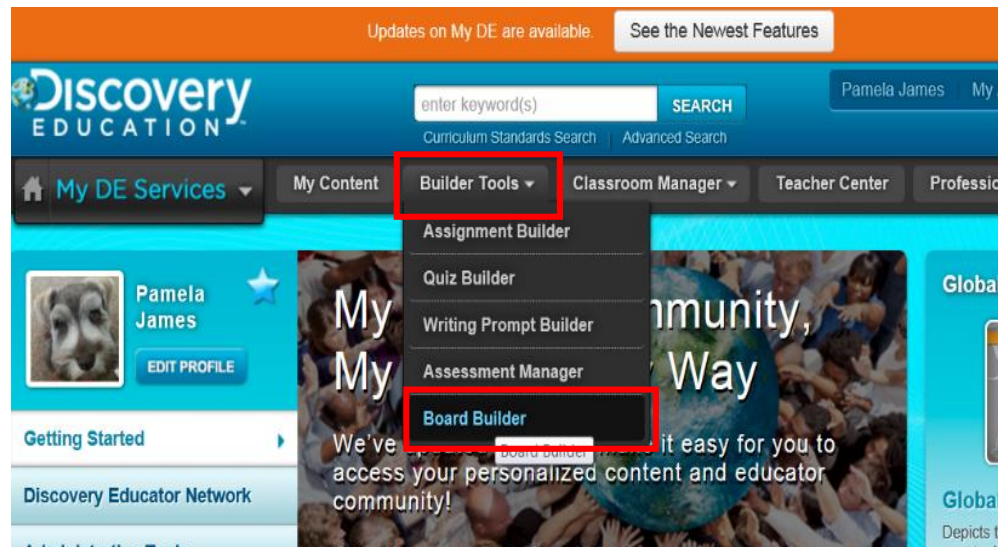 Updates on My DE are available. See the Newest Features
Discovery
EDUCATION
enter keyword(s) SEARCH
Pamela James My
Curriculum Standards Search | Advanced Search
My DE Services
My Content Builder Tools Classroom Manager Teacher Center
Assignment Builder
Quiz Builder
Writing Prompt Builder
Assessment Manager
Board Builder
Board Builder
Pamela
James
EDIT PROFILE
Getting Started
Discovery Educator Network
My
My Way
We've it easy for you to
access your personalized content and educator
community!
Depicts